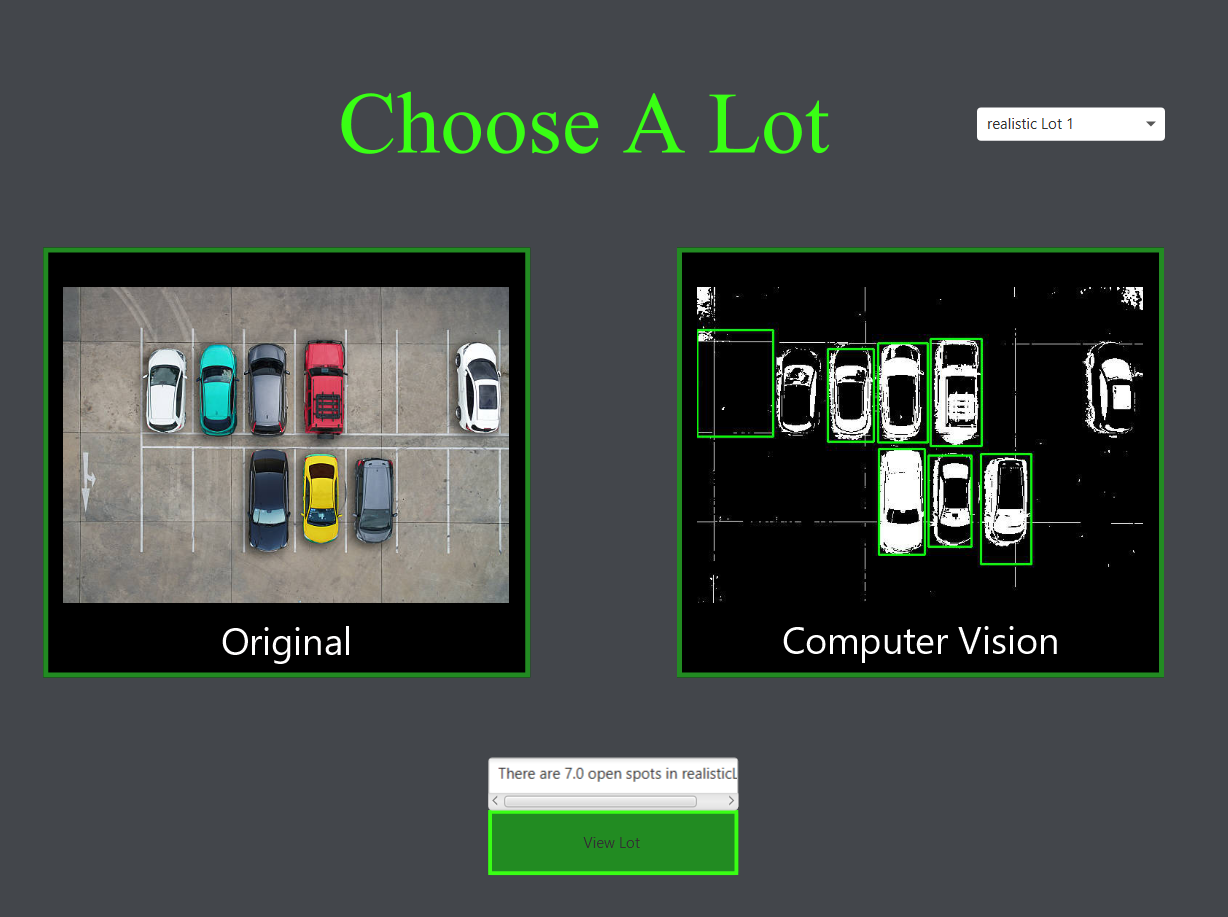 Choose A Lot
realistic Lot 1
Original
Computer Vision
There are 7.0 open spots in realisticL
View Lot